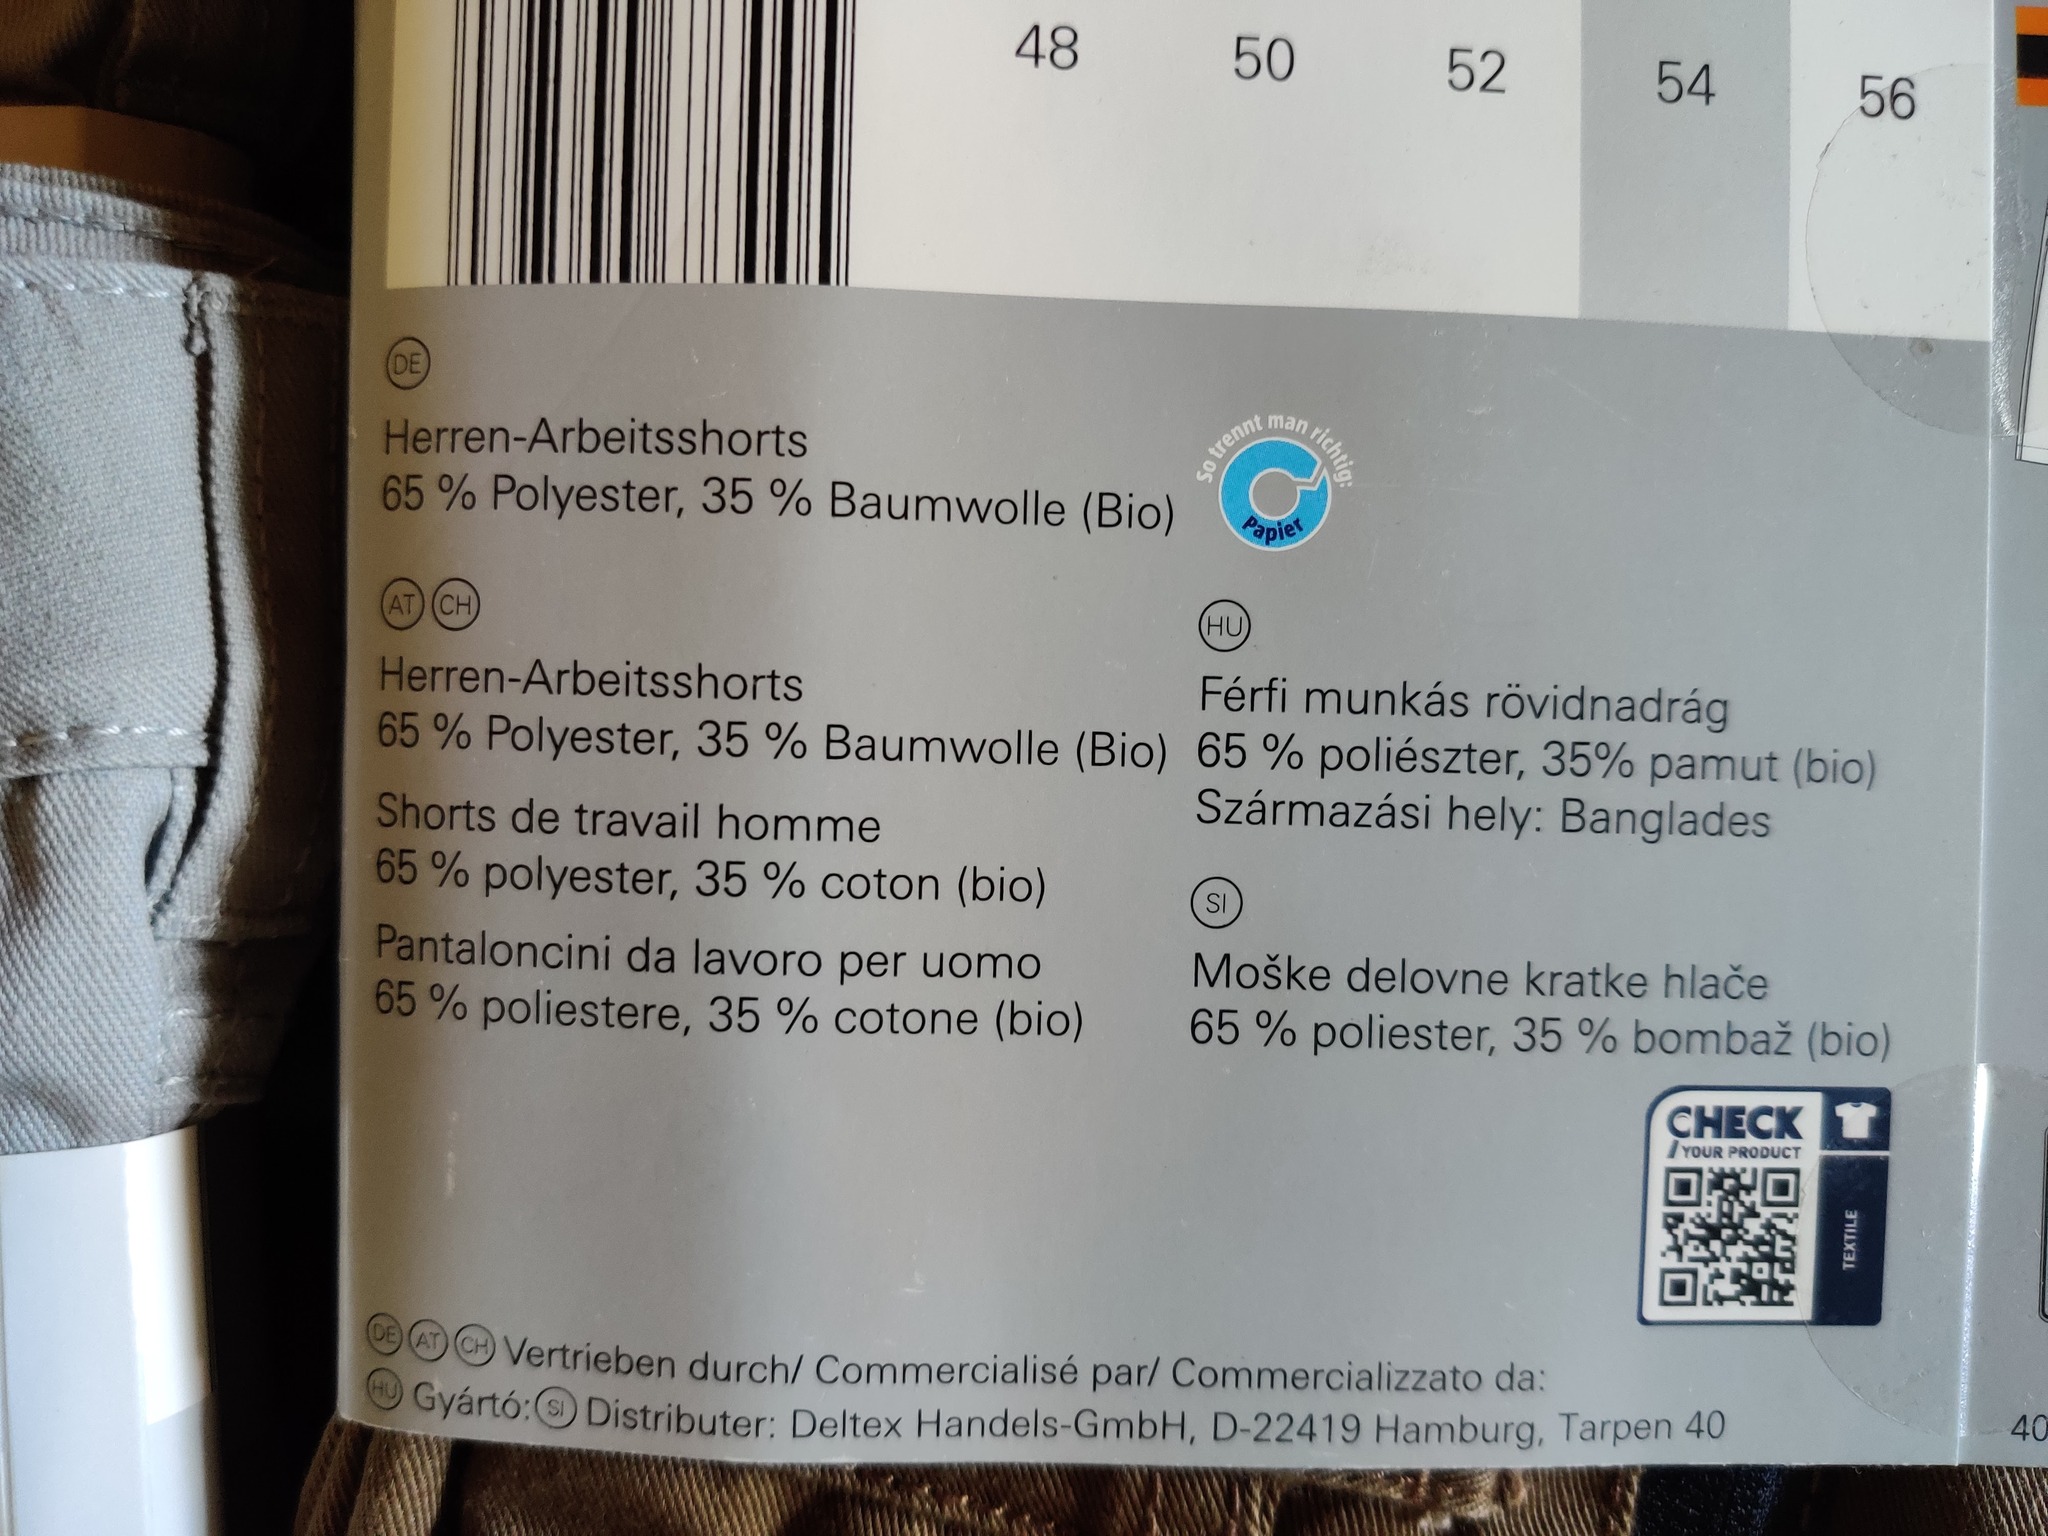 48 50 52 54 56
DE
Herren-Arbeitsshorts
65 % Polyester, 35 % Baumwolle (Bio)
So trennt man richtig:
Papier
AT CH
Herren-Arbeitsshorts
65 % Polyester, 35 % Baumwolle (Bio)
Shorts de travail homme
65 % polyester, 35 % coton (bio)
Pantaloncini da lavoro per uomo
65 % poliestere, 35 % cotone (bio)
HU
Férfi munkás rövidnadrág
65 % poliészter, 35% pamut (bio)
Származási hely: Banglades
SI
Moške delovne kratke hlače
65 % poliester, 35 % bombaž (bio)
CHECK
/YOUR PRODUCT
TEXTILE
DE AT CH Vertrieben durch/ Commercialisé par/ Commercializzato da:
HU Gyártó: SI Distributer: Deltex Handels-GmbH, D-22419 Hamburg, Tarpen 40
40